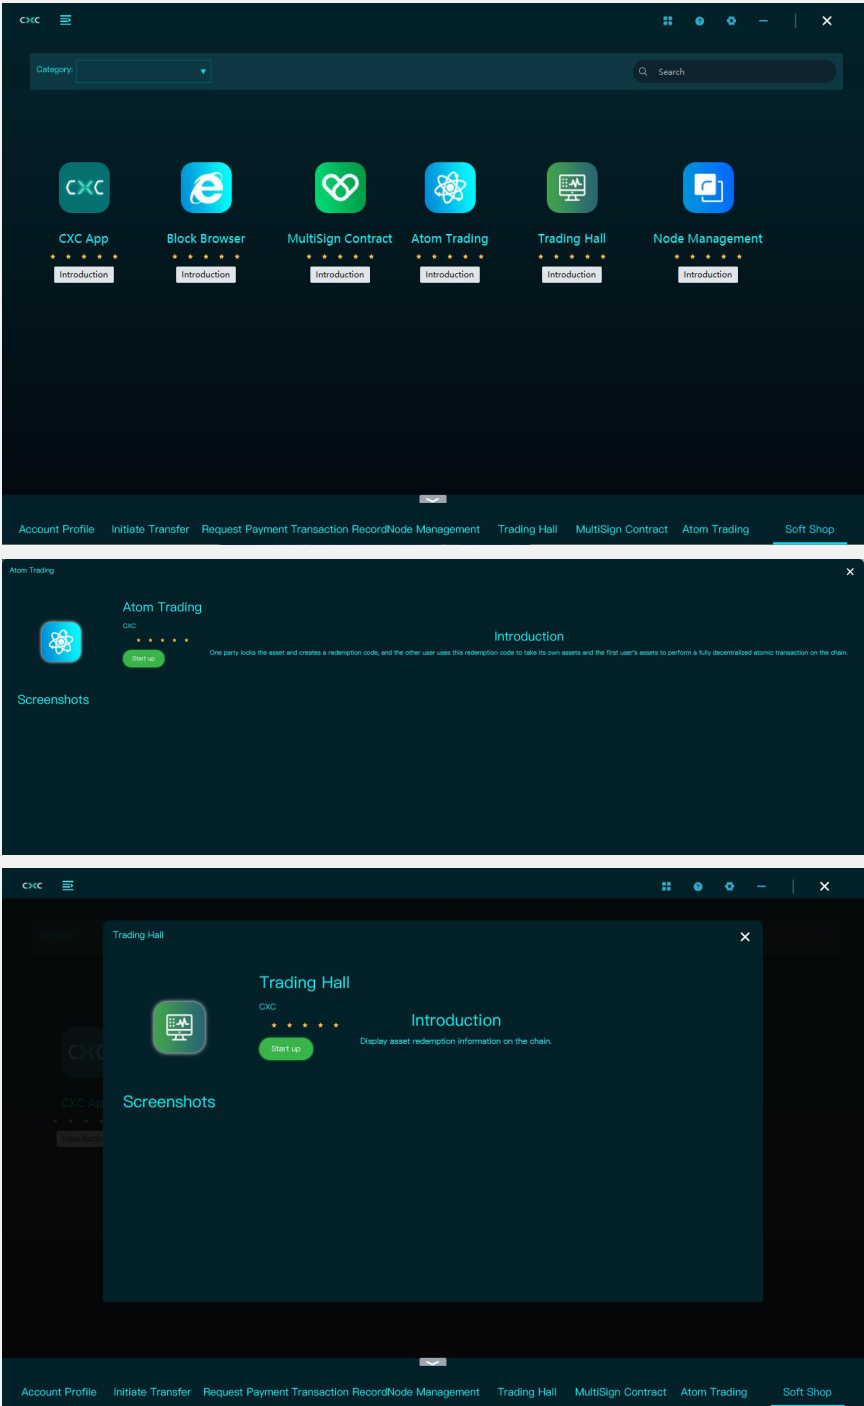 CXC
Category:
Search
CXC
CXC App
Block Browser
MultiSign Contract
Atom Trading
Trading Hall
Node Management
Introduction
Introduction
Introduction
Introduction
Introduction
Introduction
Account Profile
Initiate Transfer
Request Payment
Transaction Record
Node Management
Trading Hall
MultiSign Contract
Atom Trading
Soft Shop
Atom Trading
Atom Trading
CXC
Start up
Introduction
One party locks the asset and creates a redemption code, and the other user uses this redemption code to take its own assets and the first user's assets to perform a fully decentralized atomic transaction on the chain.
Screenshots
CXC
Trading Hall
Trading Hall
CXC
Start up
Introduction
Display asset redemption information on the chain.
Screenshots
Account Profile
Initiate Transfer
Request Payment
Transaction Record
Node Management
Trading Hall
MultiSign Contract
Atom Trading
Soft Shop